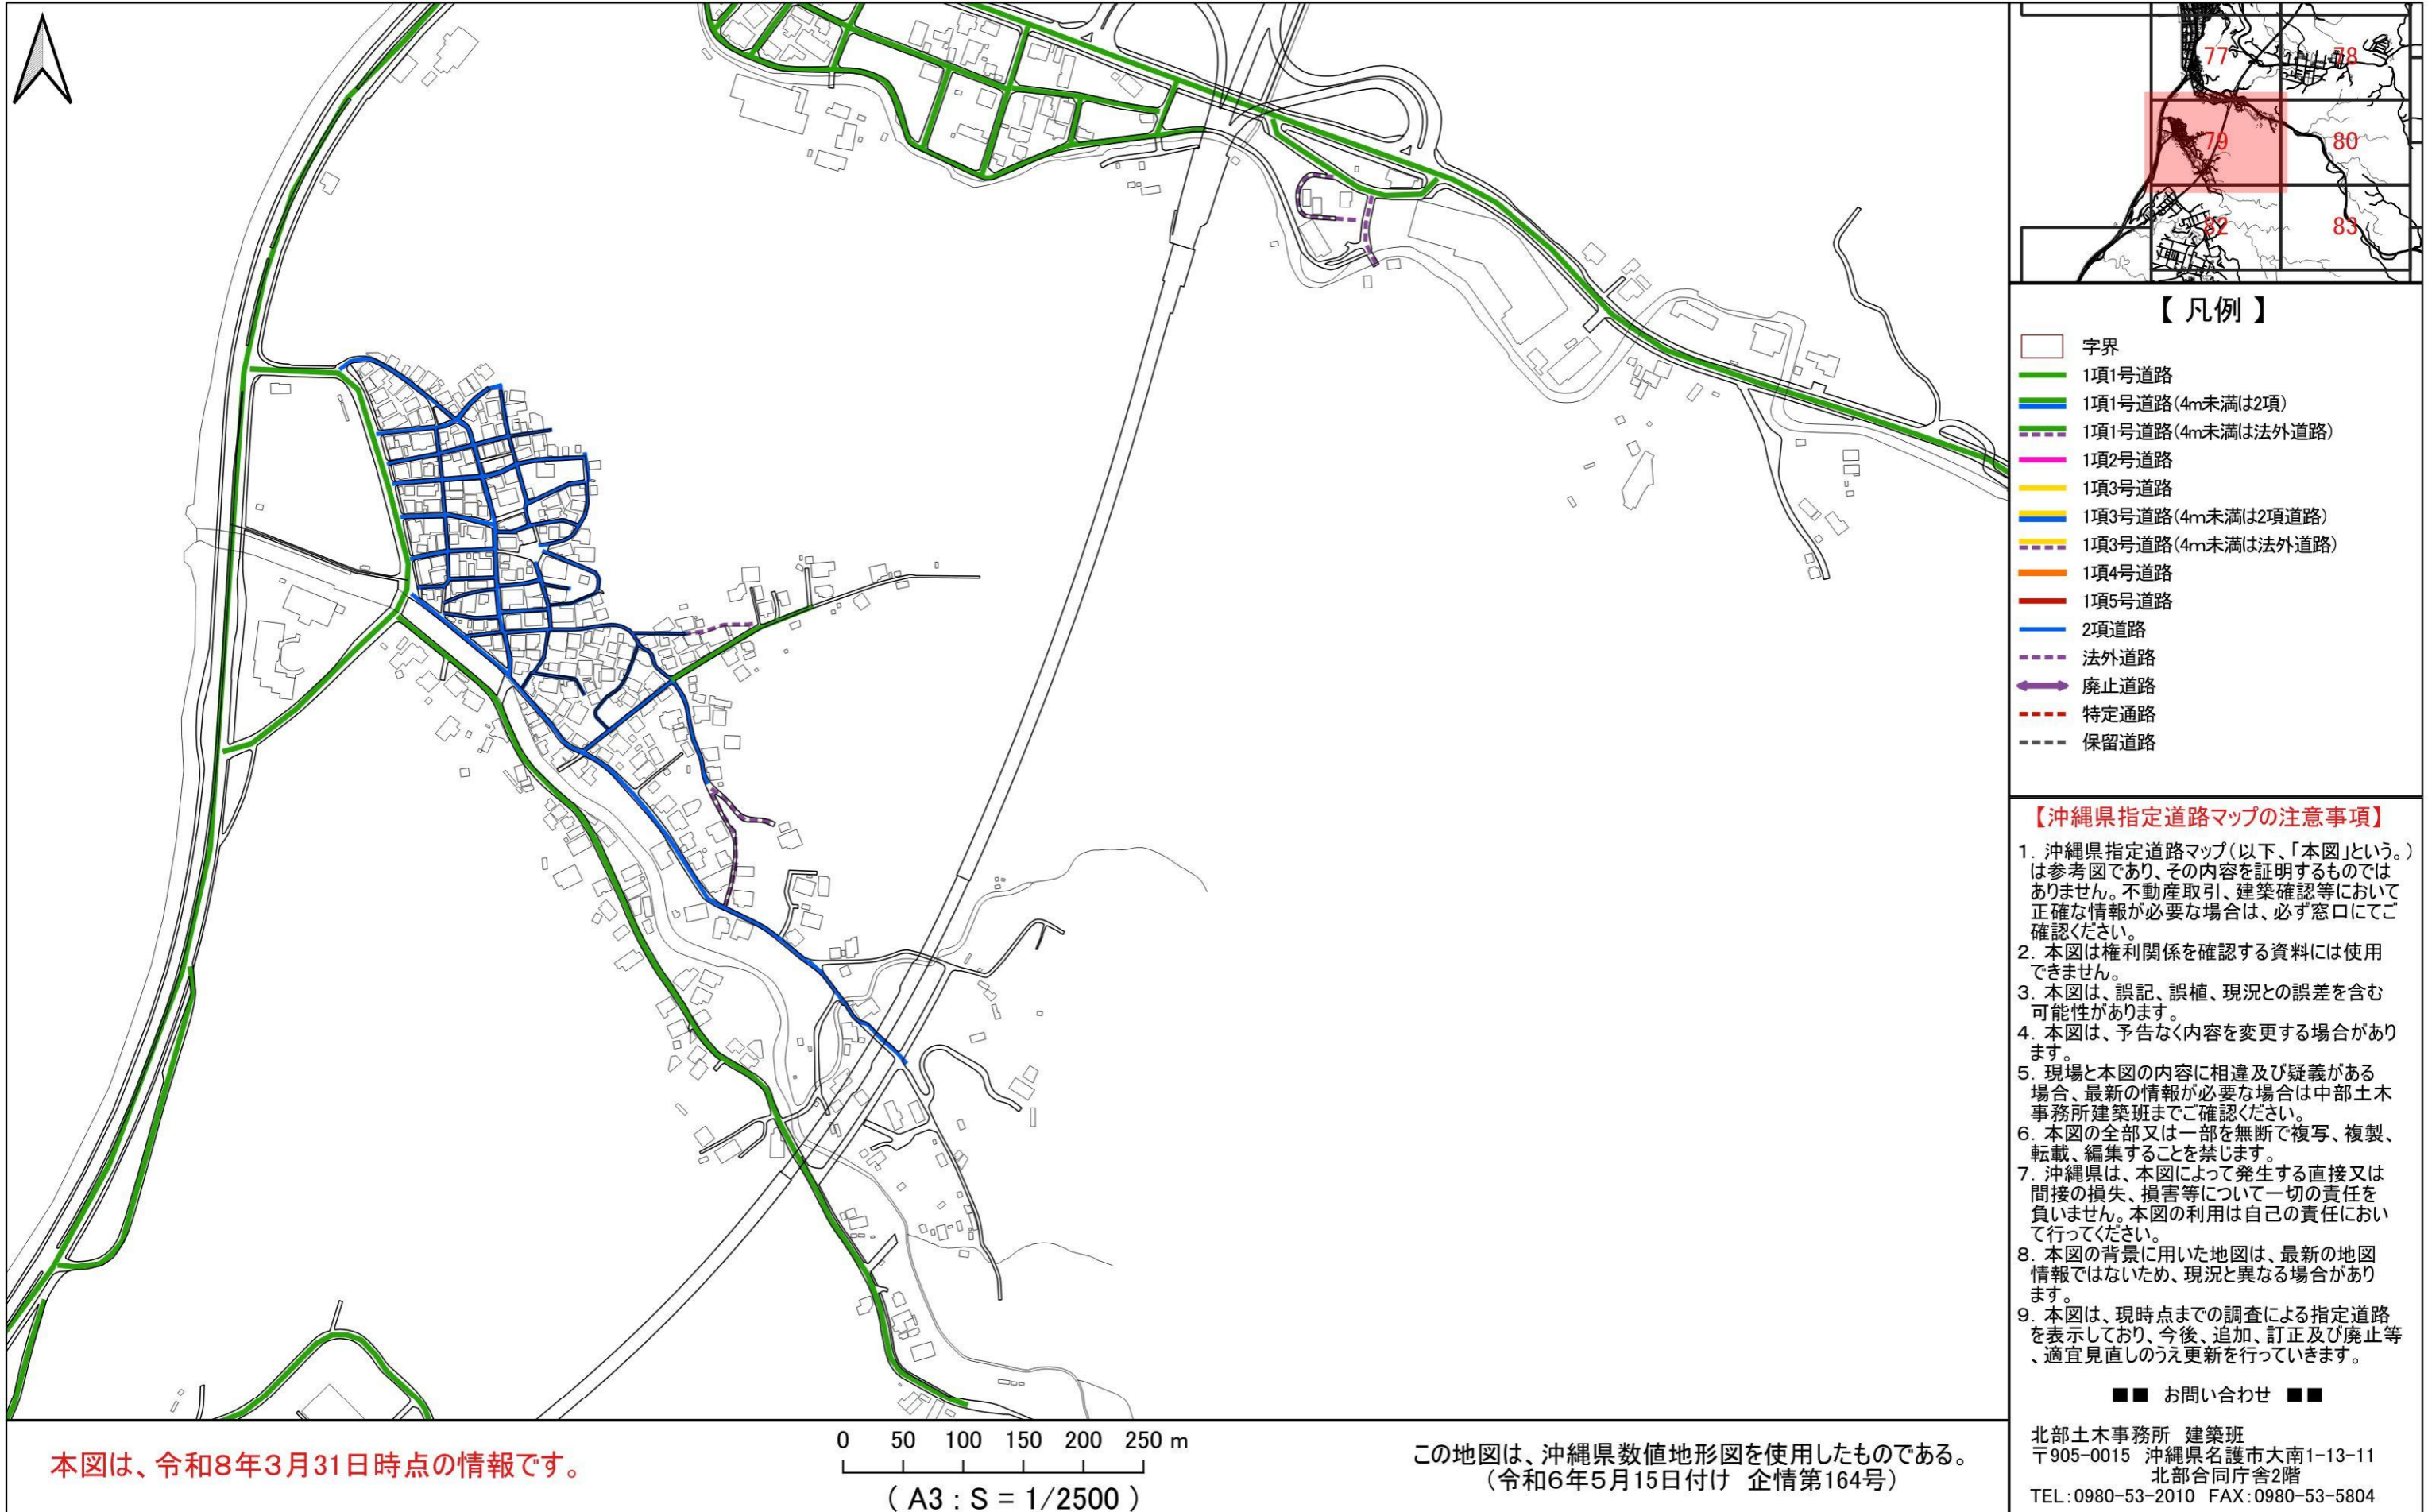 77
78
79
80
82
83
【 凡例 】
字界
1項1号道路
1項1号道路(4m未満は2項)
1項1号道路(4m未満は法外道路)
1項2号道路
1項3号道路
1項3号道路(4m未満は2項道路)
1項3号道路(4m未満は法外道路)
1項4号道路
1項5号道路
2項道路
法外道路
廃止道路
特定通路
保留道路
【沖縄県指定道路マップの注意事項】
1. 沖縄県指定道路マップ(以下、「本図」という。)
は参考図であり、その内容を証明するものでは
ありません。不動産取引、建築確認等において
正確な情報が必要な場合は、必ず窓口にてご
確認ください。
2. 本図は権利関係を確認する資料には使用
できません。
3. 本図は、誤記、誤植、現況との誤差を含む
可能性があります。
4. 本図は、予告なく内容を変更する場合があり
ます。
5. 現場と本図の内容に相違及び疑義がある
場合、最新の情報が必要な場合は中部土木
事務所建築班までご確認ください。
6. 本図の全部又は一部を無断で複写、複製、
転載、編集することを禁じます。
7. 沖縄県は、本図によって発生する直接又は
間接の損失、損害等について一切の責任を
負いません。本図の利用は自己の責任におい
て行ってください。
8. 本図の背景に用いた地図は、最新の地図
情報ではないため、現況と異なる場合があり
ます。
9. 本図は、現時点までの調査による指定道路
を表示しており、今後、追加、訂正及び廃止等
、適宜見直しのうえ更新を行っていきます。
■■ お問い合わせ ■■
北部土木事務所 建築班
〒905-0015 沖縄県名護市大南1-13-11
北部合同庁舎2階
TEL:0980-53-2010 FAX:0980-53-5804
本図は、令和8年3月31日時点の情報です。
0 50 100 150 200 250 m
( A3 : S = 1/2500 )
この地図は、沖縄県数値地形図を使用したものである。
(令和6年5月15日付け 企情第164号)